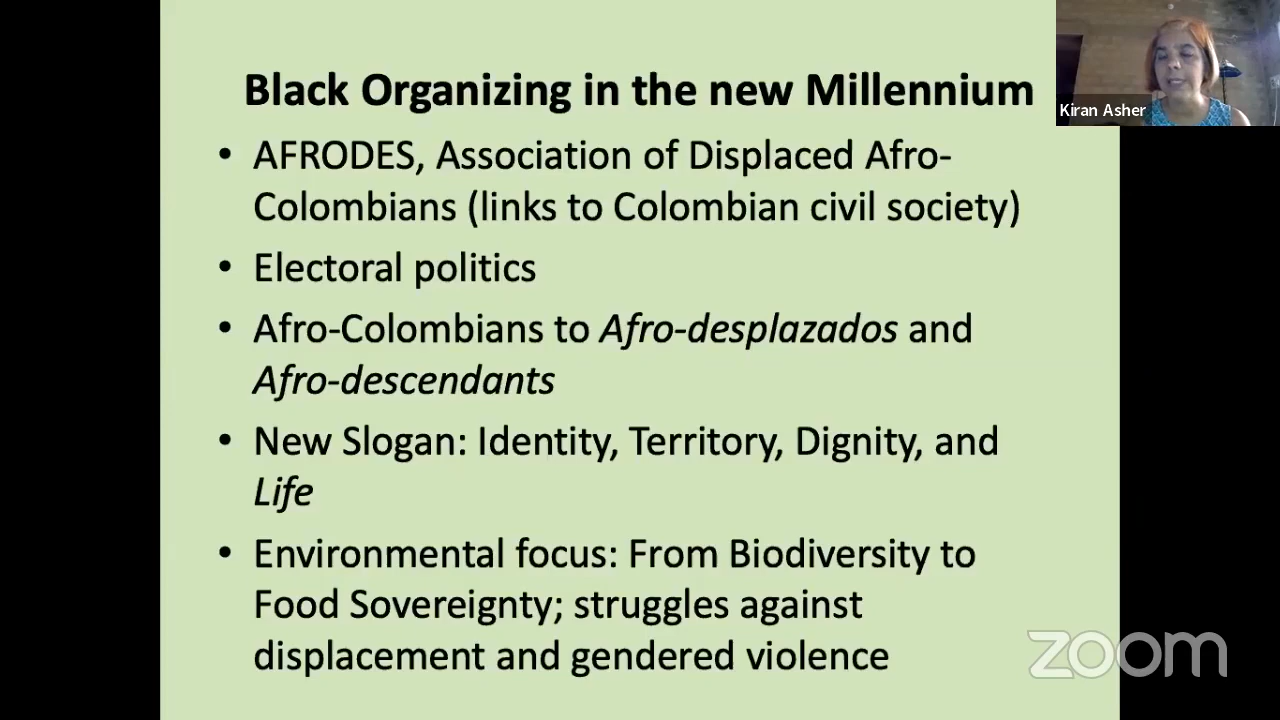 Black Organizing in the new Millennium
Kiran Asher
• AFRODES, Association of Displaced Afro-
Colombians (links to Colombian civil society)
• Electoral politics
• Afro-Colombians to Afro-desplazados and
Afro-descendants
• New Slogan: Identity, Territory, Dignity, and
Life
• Environmental focus: From Biodiversity to
Food Sovereignty; struggles against
displacement and gendered violence
zoom